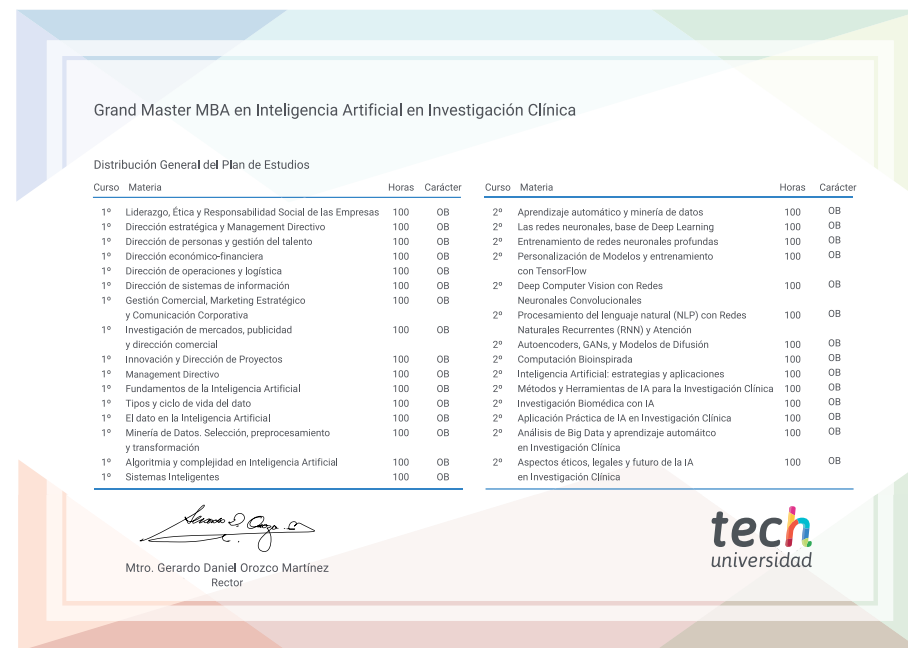 Grand Master MBA en Inteligencia Artificial en Investigación Clínica
Distribución General del Plan de Estudios
Curso Materia Horas Carácter
1º Liderazgo, Ética y Responsabilidad Social de las Empresas 100 OB
1º Dirección estratégica y Management Directivo 100 OB
1º Dirección de personas y gestión del talento 100 OB
1º Dirección económico-financiera 100 OB
1º Dirección de operaciones y logística 100 OB
1º Dirección de sistemas de información 100 OB
1º Gestión Comercial, Marketing Estratégico 100 OB
y Comunicación Corporativa
1º Investigación de mercados, publicidad 100 OB
y dirección comercial
1º Innovación y Dirección de Proyectos 100 OB
1º Management Directivo 100 OB
1º Fundamentos de la Inteligencia Artificial 100 OB
1º Tipos y ciclo de vida del dato 100 OB
1º El dato en la Inteligencia Artificial 100 OB
1º Minería de Datos. Selección, preprocesamiento 100 OB
y transformación
1º Algoritmia y complejidad en Inteligencia Artificial 100 OB
1º Sistemas Inteligentes 100 OB
Curso Materia Horas Carácter
2º Aprendizaje automático y minería de datos 100 OB
2º Las redes neuronales, base de Deep Learning 100 OB
2º Entrenamiento de redes neuronales profundas 100 OB
2º Personalización de Modelos y entrenamiento 100 OB
con TensorFlow
2º Deep Computer Vision con Redes 100 OB
Neuronales Convolucionales
2º Procesamiento del lenguaje natural (NLP) con Redes 100 OB
Naturales Recurrentes (RNN) y Atención
2º Autoencoders, GANs, y Modelos de Difusión 100 OB
2º Computación Bioinspirada 100 OB
2º Inteligencia Artificial: estrategias y aplicaciones 100 OB
2º Métodos y Herramientas de IA para la Investigación Clínica 100 OB
2º Investigación Biomédica con IA 100 OB
2º Aplicación Práctica de IA en Investigación Clínica 100 OB
2º Análisis de Big Data y aprendizaje automáitco 100 OB
en Investigación Clínica
2º Aspectos éticos, legales y futuro de la IA 100 OB
en Investigación Clínica
Mtro. Gerardo Daniel Orozco Martínez
Rector
tech
universidad